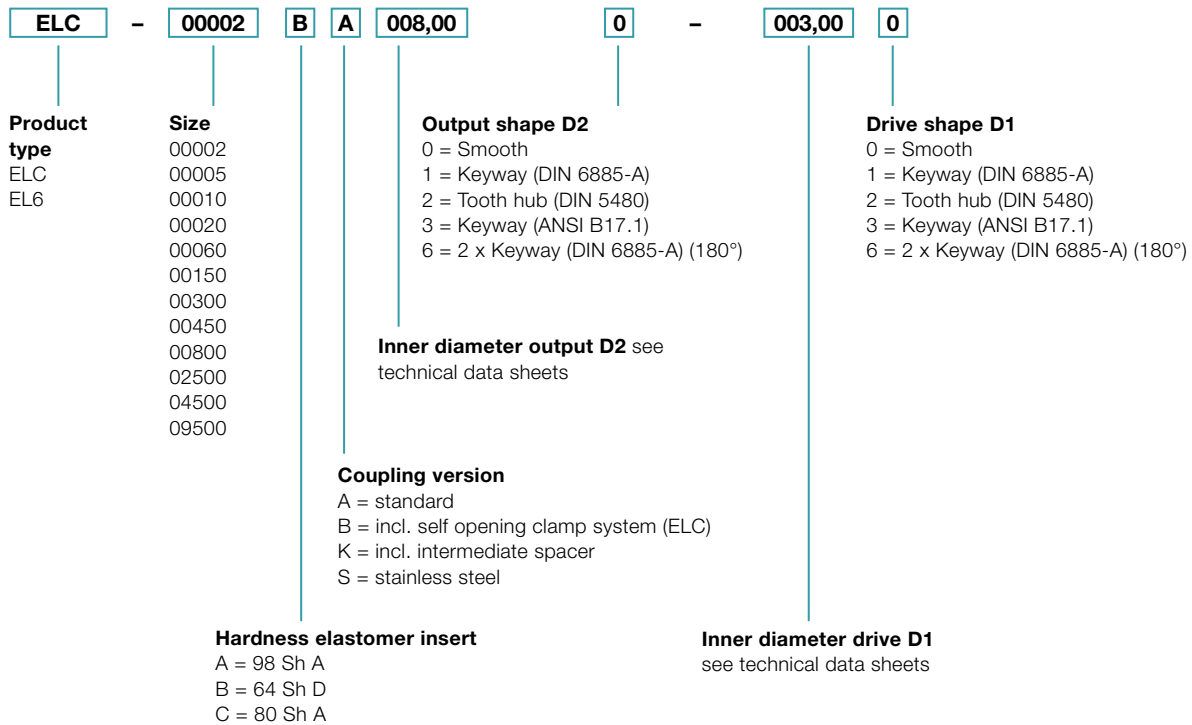 ELC – 00002 B A 008,00 0 – 003,00 0
Product
type
ELC
EL6
Size
00002
00005
00010
00020
00060
00150
00300
00450
00800
02500
04500
09500
Output shape D2
0 = Smooth
1 = Keyway (DIN 6885-A)
2 = Tooth hub (DIN 5480)
3 = Keyway (ANSI B17.1)
6 = 2 x Keyway (DIN 6885-A) (180°)
Drive shape D1
0 = Smooth
1 = Keyway (DIN 6885-A)
2 = Tooth hub (DIN 5480)
3 = Keyway (ANSI B17.1)
6 = 2 x Keyway (DIN 6885-A) (180°)
Inner diameter output D2 see
technical data sheets
Coupling version
A = standard
B = incl. self opening clamp system (ELC)
K = incl. intermediate spacer
S = stainless steel
Hardness elastomer insert
A = 98 Sh A
B = 64 Sh D
C = 80 Sh A
Inner diameter drive D1
see technical data sheets